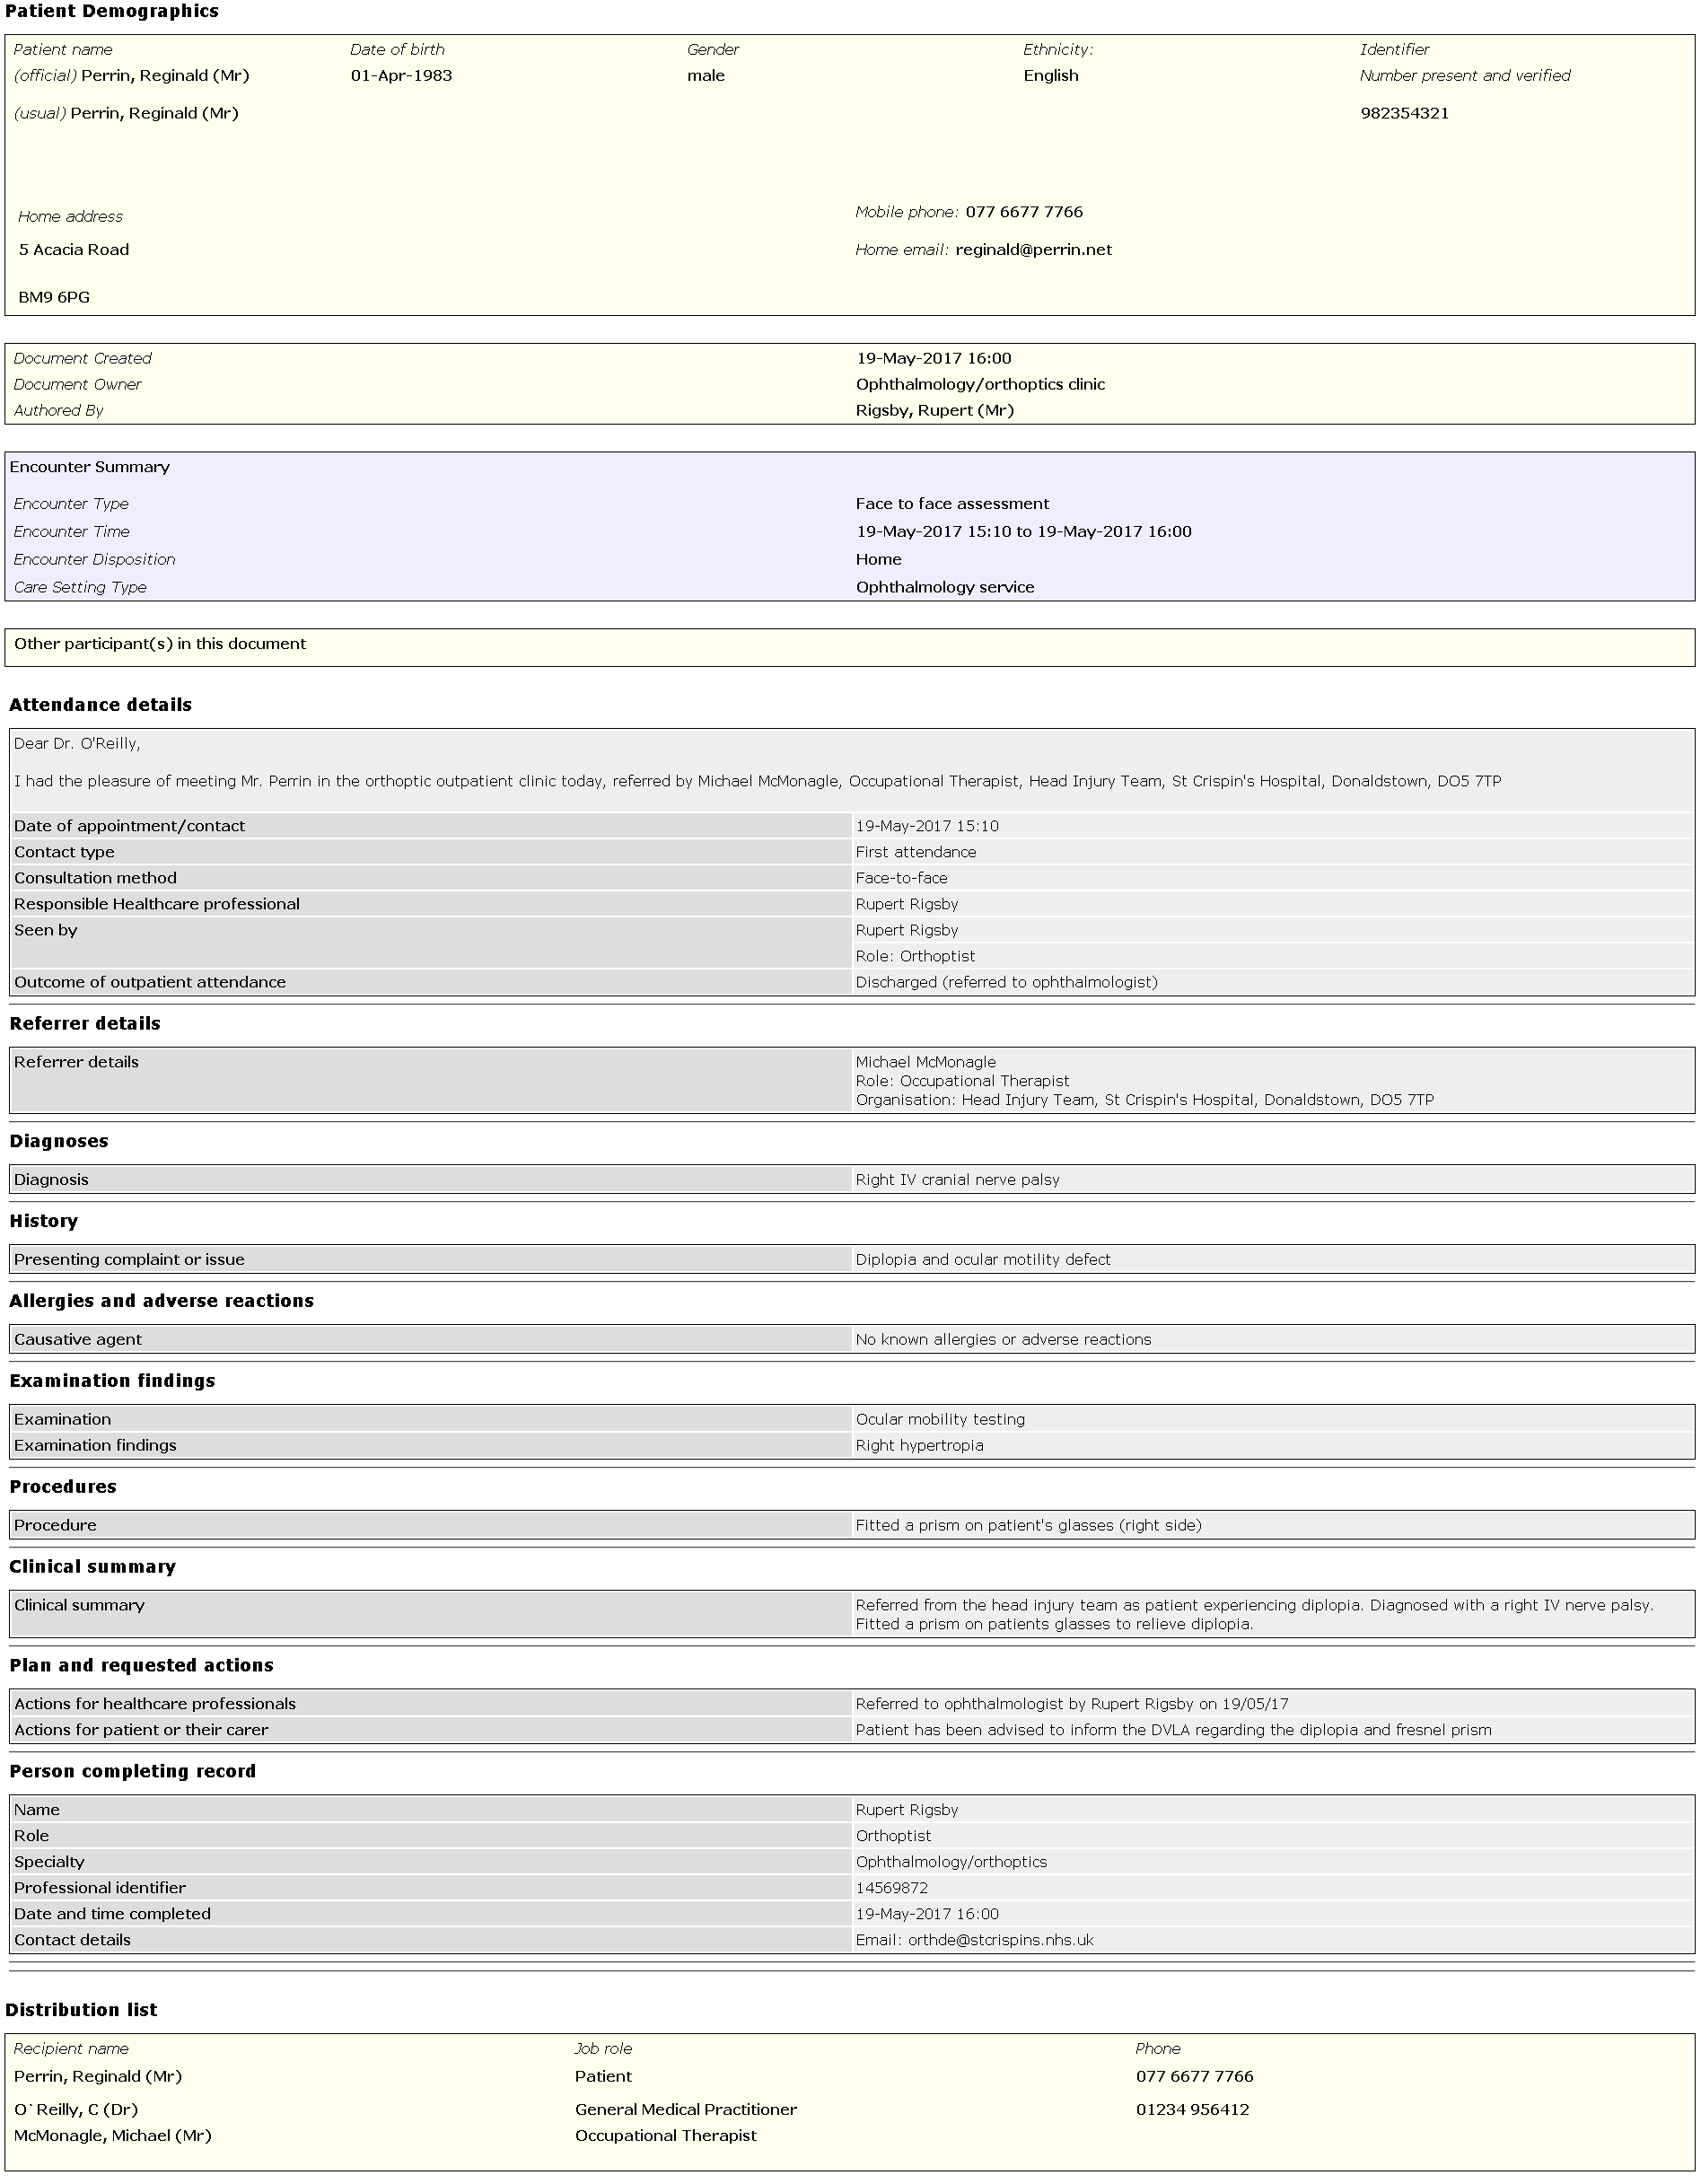 Patient Demographics
Patient name Date of birth Gender Ethnicity: Identifier
(official) Perrin, Reginald (Mr) 01-Apr-1983 male English Number present and verified
(usual) Perrin, Reginald (Mr) 982354321
Home address Mobile phone: 077 6677 7766
5 Acacia Road Home email: reginald@perrin.net
BM9 6PG
Document Created 19-May-2017 16:00
Document Owner Ophthalmology/orthoptics clinic
Authored By Rigsby, Rupert (Mr)
Encounter Summary
Encounter Type Face to face assessment
Encounter Time 19-May-2017 15:10 to 19-May-2017 16:00
Encounter Disposition Home
Care Setting Type Ophthalmology service
Other participant(s) in this document
Attendance details
Dear Dr. O'Reilly,
I had the pleasure of meeting Mr. Perrin in the orthoptic outpatient clinic today, referred by Michael McMonagle, Occupational Therapist, Head Injury Team, St Crispin's Hospital, Donaldstown, DO5 7TP
Date of appointment/contact 19-May-2017 15:10
Contact type First attendance
Consultation method Face-to-face
Responsible Healthcare professional Rupert Rigsby
Seen by Rupert Rigsby
Role: Orthoptist
Outcome of outpatient attendance Discharged (referred to ophthalmologist)
Referrer details
Referrer details Michael McMonagle
Role: Occupational Therapist
Organisation: Head Injury Team, St Crispin's Hospital, Donaldstown, DO5 7TP
Diagnoses
Diagnosis Right IV cranial nerve palsy
History
Presenting complaint or issue Diplopia and ocular motility defect
Allergies and adverse reactions
Causative agent No known allergies or adverse reactions
Examination findings
Examination Ocular mobility testing
Examination findings Right hypertropia
Procedures
Procedure Fitted a prism on patient's glasses (right side)
Clinical summary
Clinical summary Referred from the head injury team as patient experiencing diplopia. Diagnosed with a right IV nerve palsy.
Fitted a prism on patients glasses to relieve diplopia.
Plan and requested actions
Actions for healthcare professionals Referred to ophthalmologist by Rupert Rigsby on 19/05/17
Actions for patient or their carer Patient has been advised to inform the DVLA regarding the diplopia and fresnel prism
Person completing record
Name Rupert Rigsby
Role Orthoptist
Specialty Ophthalmology/orthoptics
Professional identifier 14569872
Date and time completed 19-May-2017 16:00
Contact details Email: orthde@stcrispins.nhs.uk
Distribution list
Recipient name Job role Phone
Perrin, Reginald (Mr) Patient 077 6677 7766
O`Reilly, C (Dr) General Medical Practitioner 01234 956412
McMonagle, Michael (Mr) Occupational Therapist